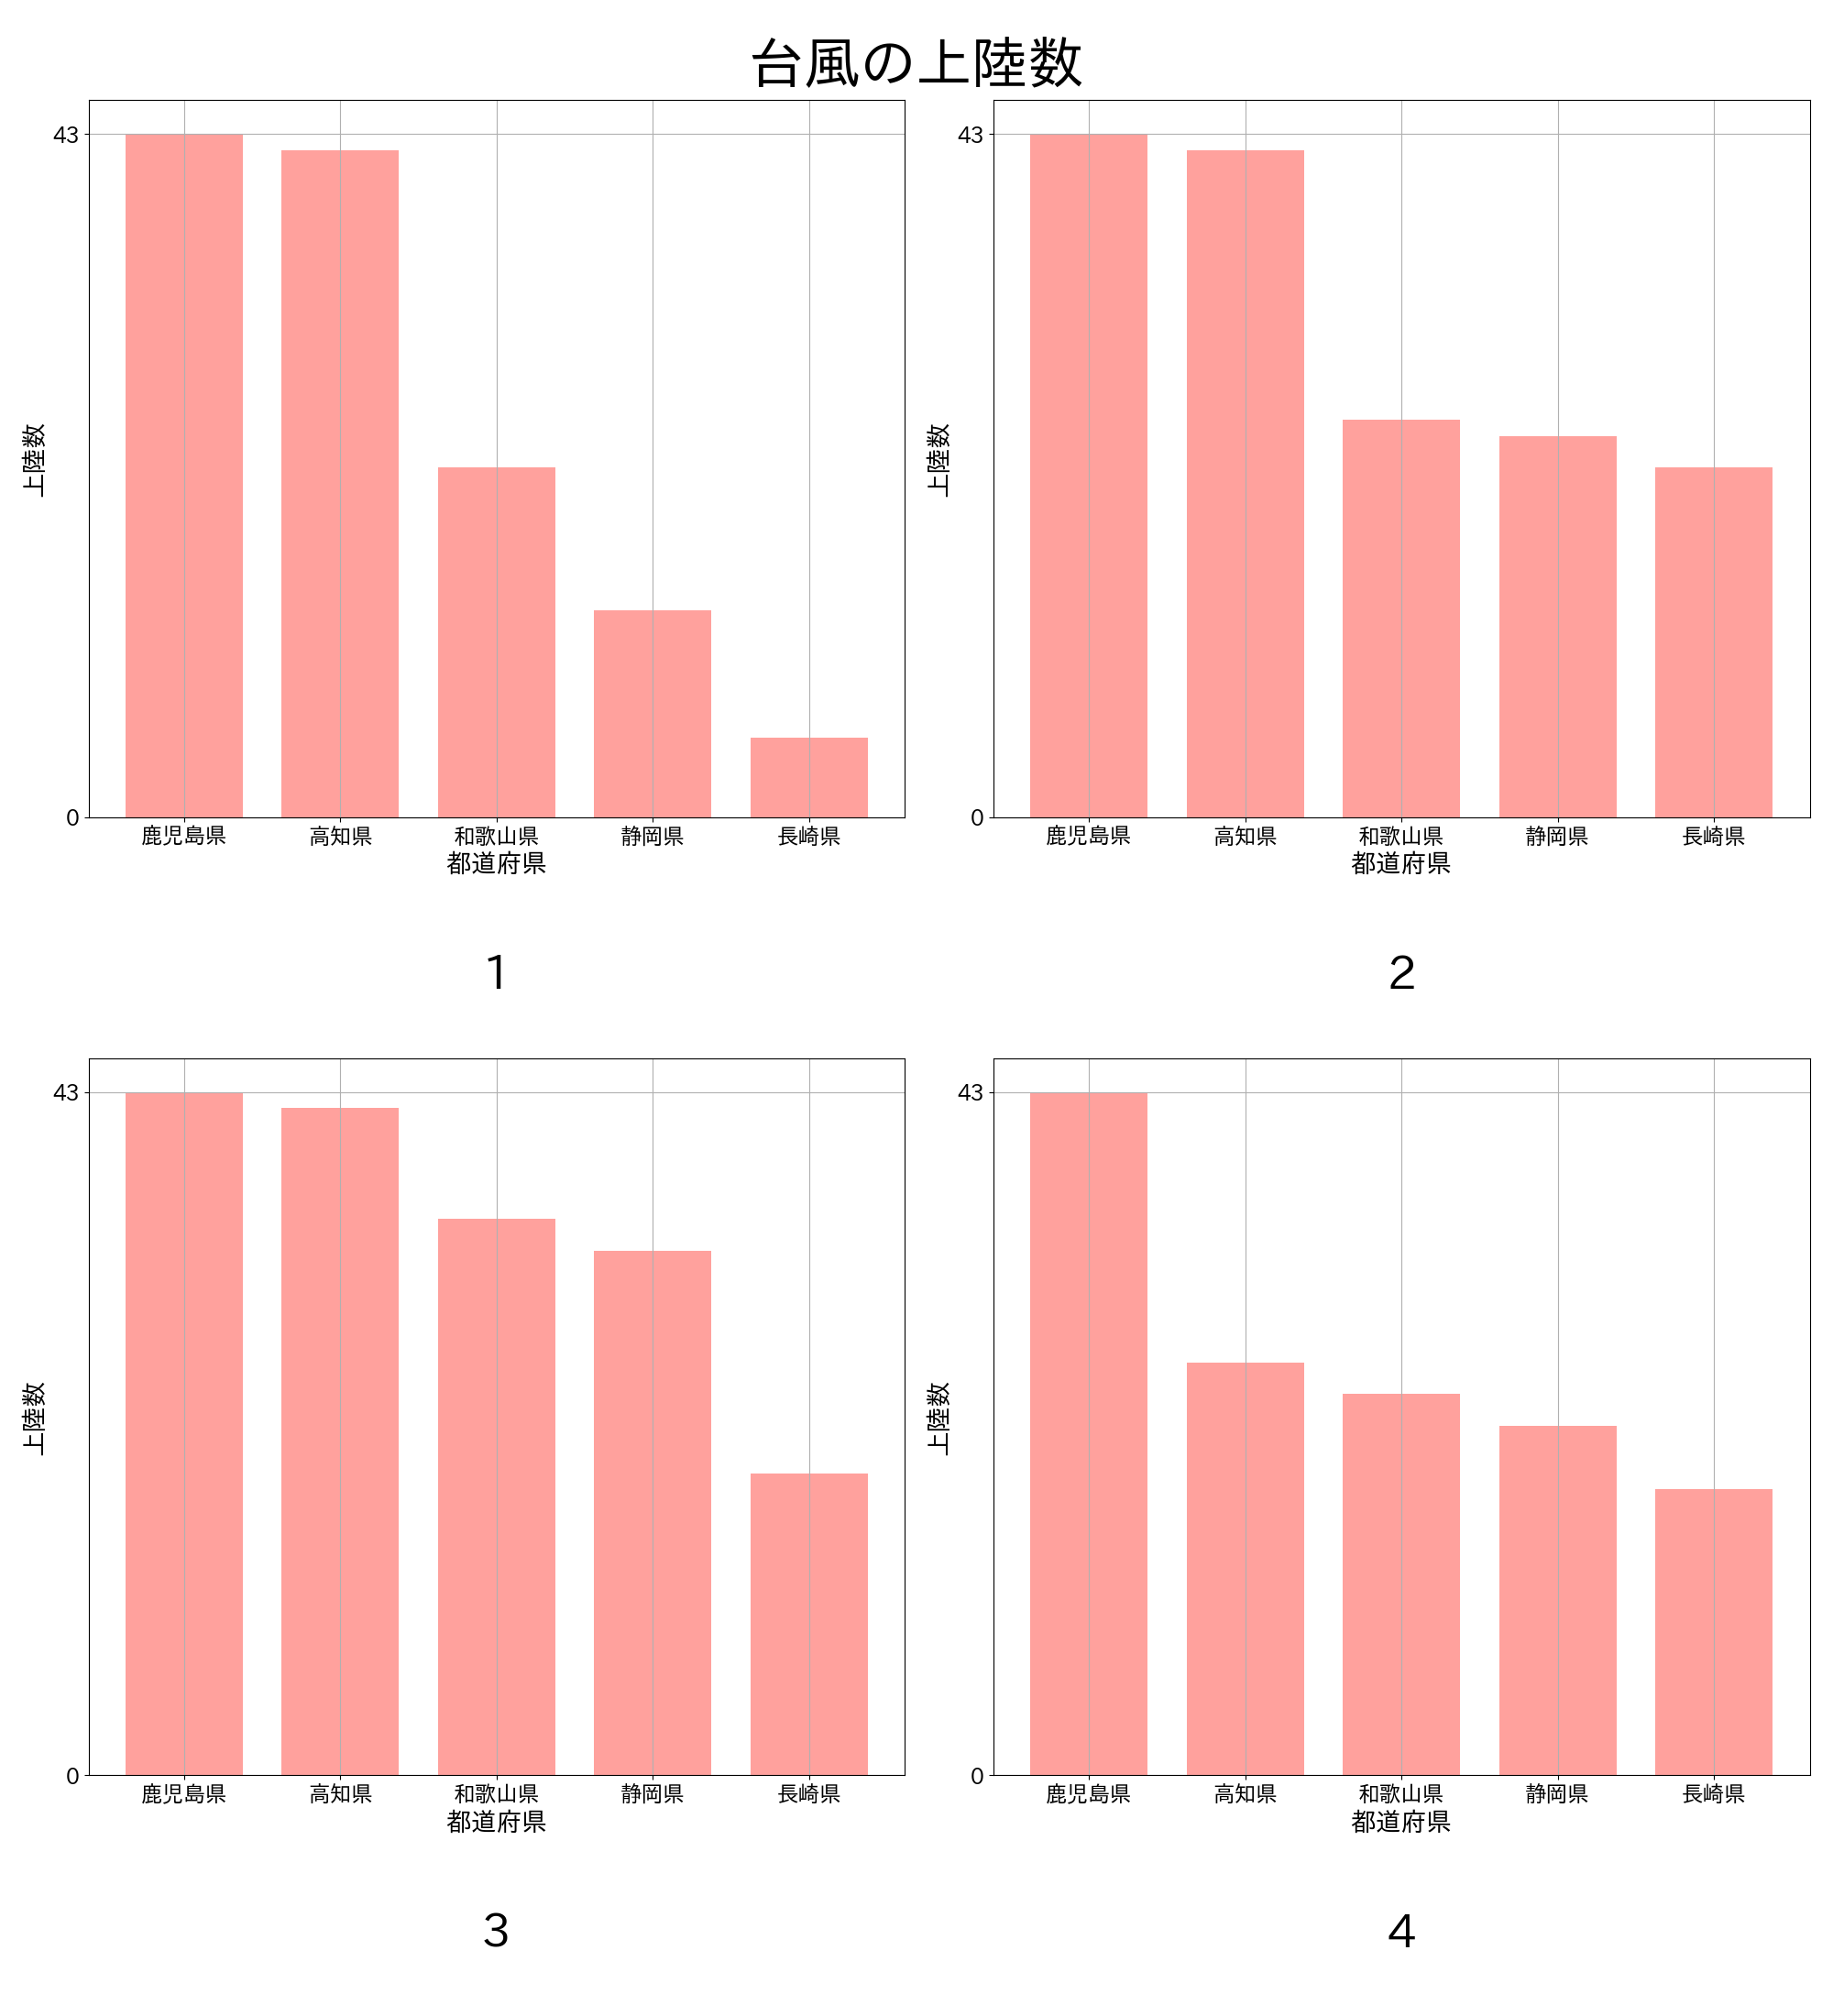 台風の上陸数
43
上陸数
0
鹿児島県 高知県 和歌山県 静岡県 長崎県
都道府県
1
43
上陸数
0
鹿児島県 高知県 和歌山県 静岡県 長崎県
都道府県
2
43
上陸数
0
鹿児島県 高知県 和歌山県 静岡県 長崎県
都道府県
3
43
上陸数
0
鹿児島県 高知県 和歌山県 静岡県 長崎県
都道府県
4